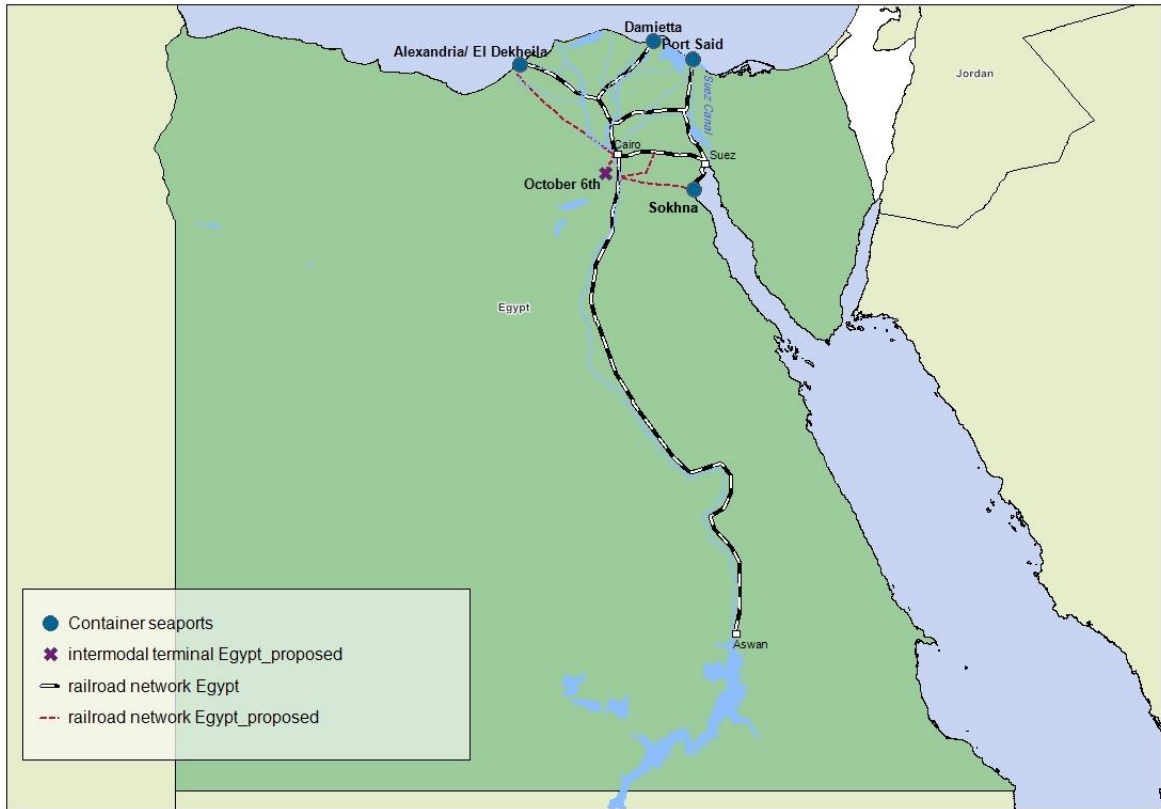 Damietta
Alexandria/ El Dekheila
Port Said
Jordan
Suez Canal
Cairo
Suez
October 6th
Sokhna
Egypt
Container seaports
intermodal terminal Egypt_proposed
railroad network Egypt
railroad network Egypt_proposed
Aswan